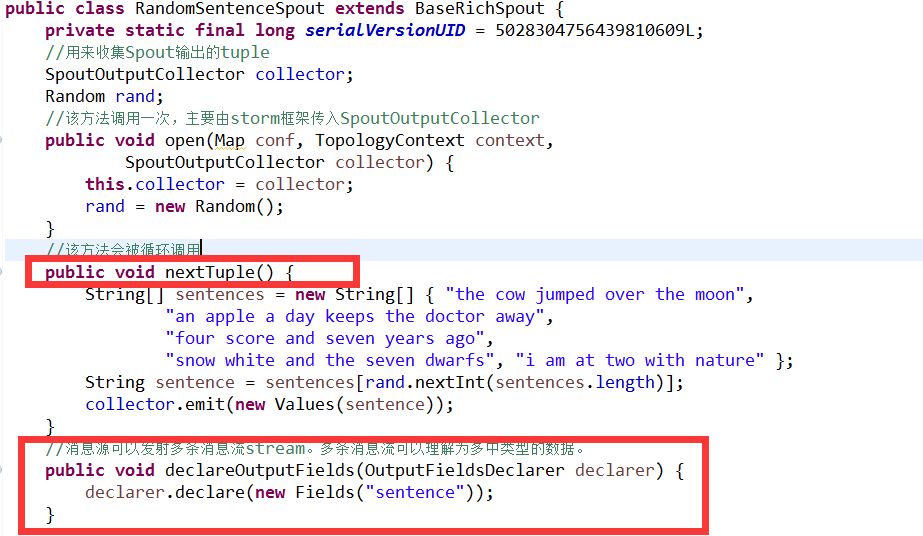 public class RandomSentenceSpout extends BaseRichSpout {
private static final long serialVersionUID = 5028304756439810609L;
//用来收集Spout输出的tuple
SpoutOutputCollector collector;
Random rand;
//该方法调用一次，主要由storm框架传入SpoutOutputCollector
public void open(Map conf, TopologyContext context,
SpoutOutputCollector collector) {
this.collector = collector;
rand = new Random();
}
//该方法会被循环调用
public void nextTuple() {
String[] sentences = new String[] { "the cow jumped over the moon",
"an apple a day keeps the doctor away",
"four score and seven years ago",
"snow white and the seven dwarfs", "i am at two with nature" };
String sentence = sentences[rand.nextInt(sentences.length)];
collector.emit(new Values(sentence));
}
//消息源可以发射多条消息流stream。多条消息流可以理解为多中类型的数据。
public void declareOutputFields(OutputFieldsDeclarer declarer) {
declarer.declare(new Fields("sentence"));
}